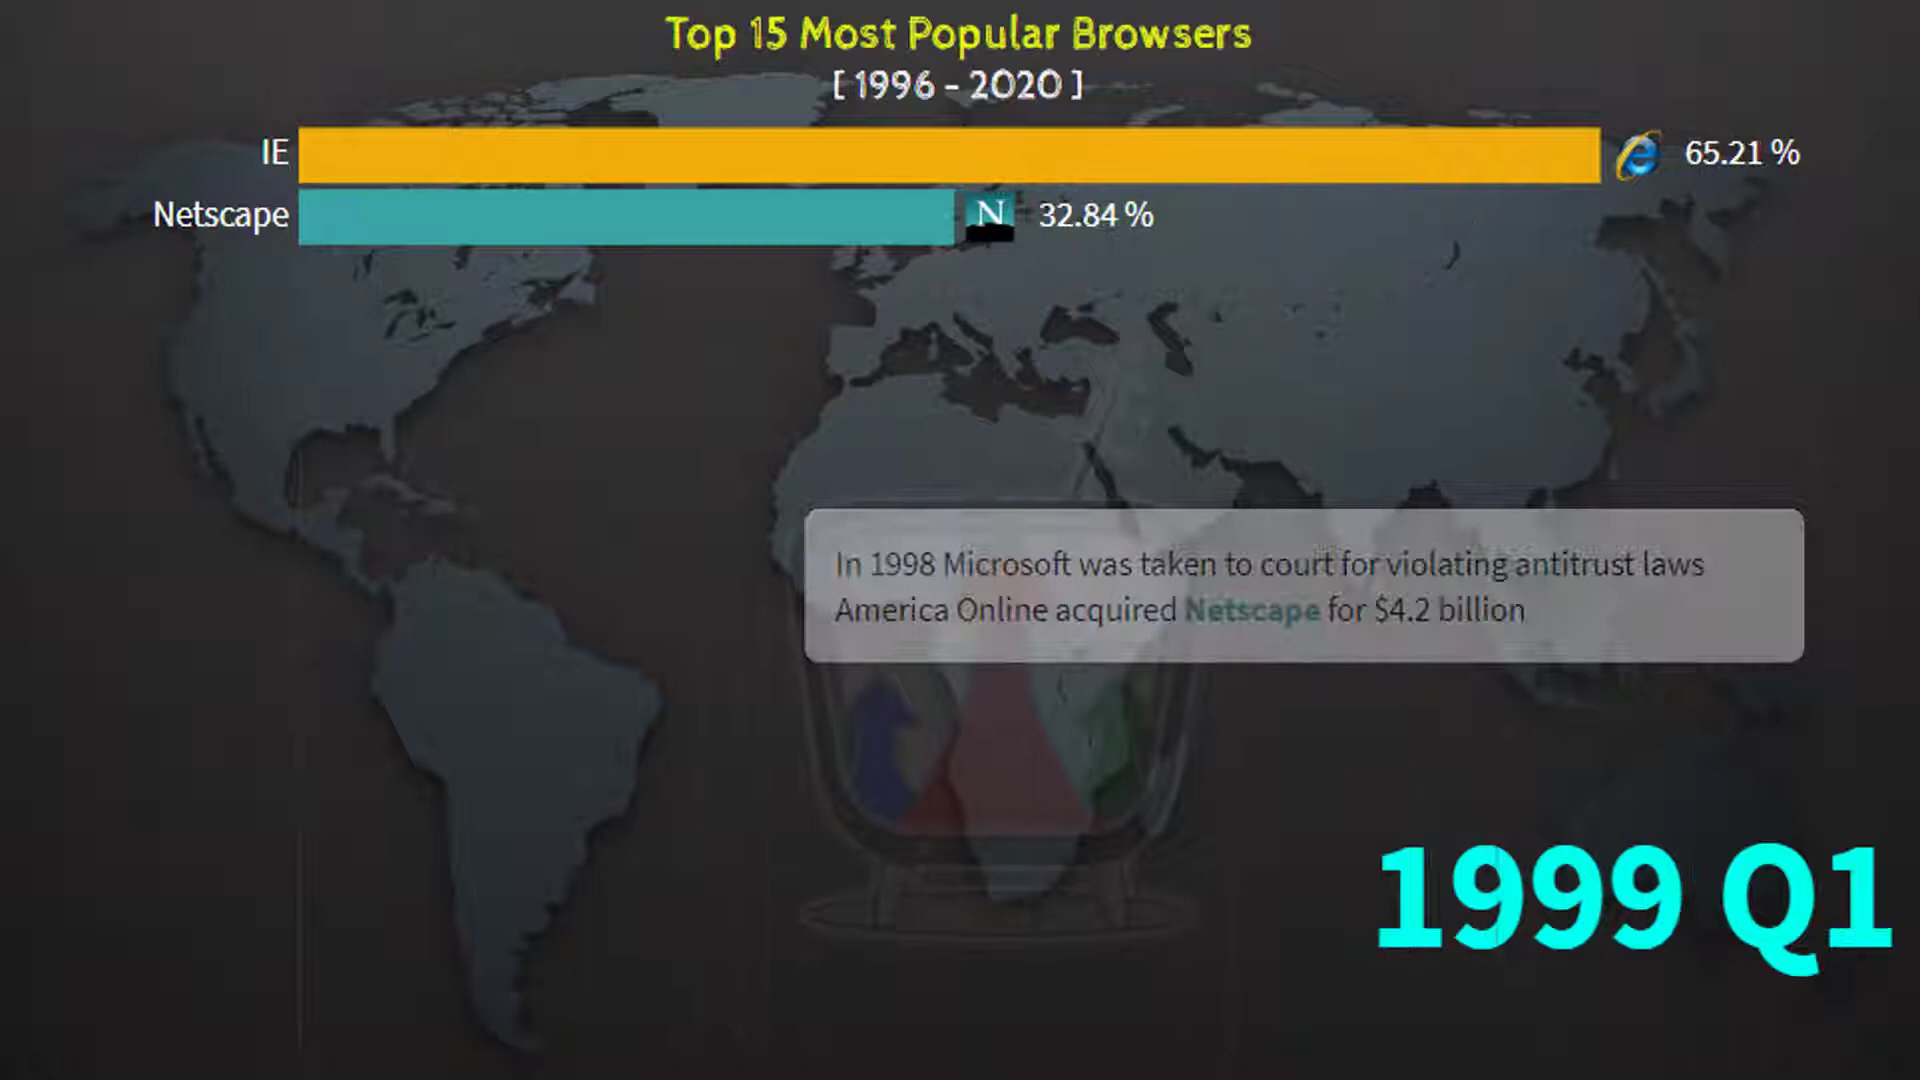 Top 15 Most Popular Browsers
[ 1996 - 2020 ]
IE 65.21 %
Netscape N 32.84 %
In 1998 Microsoft was taken to court for violating antitrust laws
America Online acquired Netscape for $4.2 billion
1999 Q1